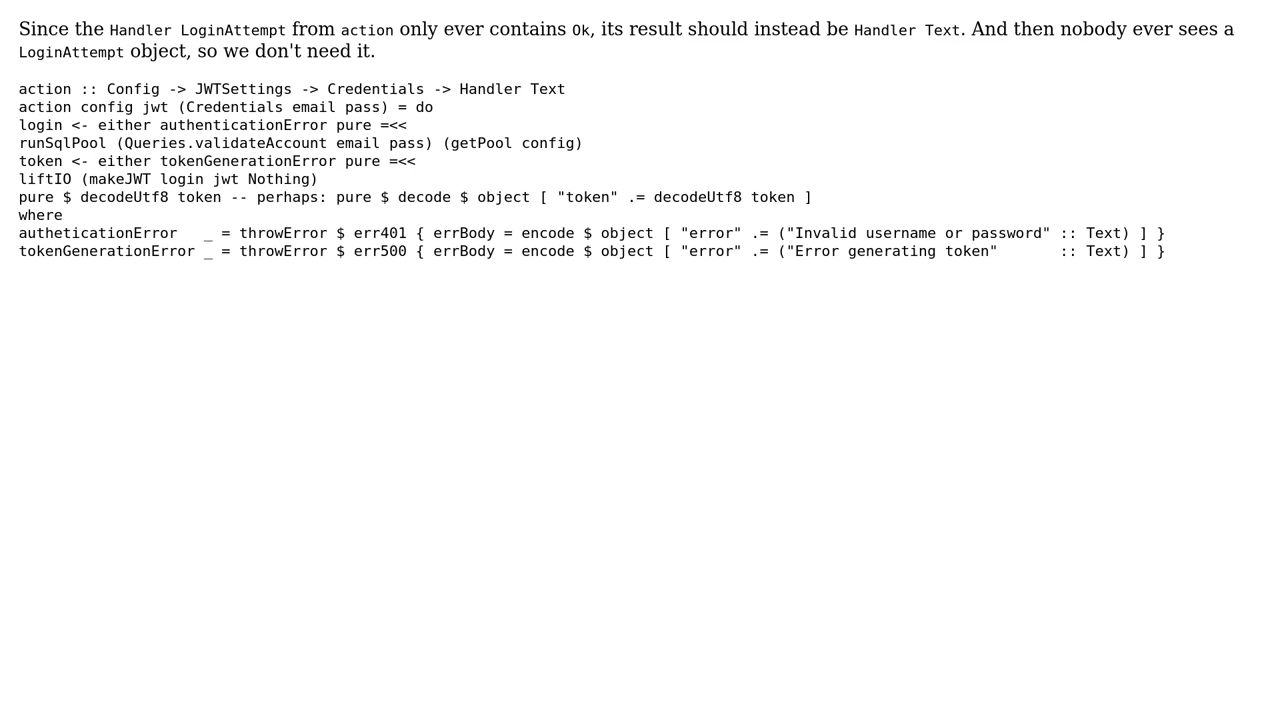 Since the Handler LoginAttempt from action only ever contains Ok, its result should instead be Handler Text. And then nobody ever sees a
LoginAttempt object, so we don't need it.
action :: Config -> JWTSettings -> Credentials -> Handler Text
action config jwt (Credentials email pass) = do
login <- either authenticationError pure =<<
runSqlPool (Queries.validateAccount email pass) (getPool config)
token <- either tokenGenerationError pure =<<
liftIO (makeJWT login jwt Nothing)
pure $ decodeUtf8 token -- perhaps: pure $ decode $ object [ "token" .= decodeUtf8 token ]
where
autheticationError   _ = throwError $ err401 { errBody = encode $ object [ "error" .= ("Invalid username or password" :: Text) ] }
tokenGenerationError _ = throwError $ err500 { errBody = encode $ object [ "error" .= ("Error generating token"       :: Text) ] }